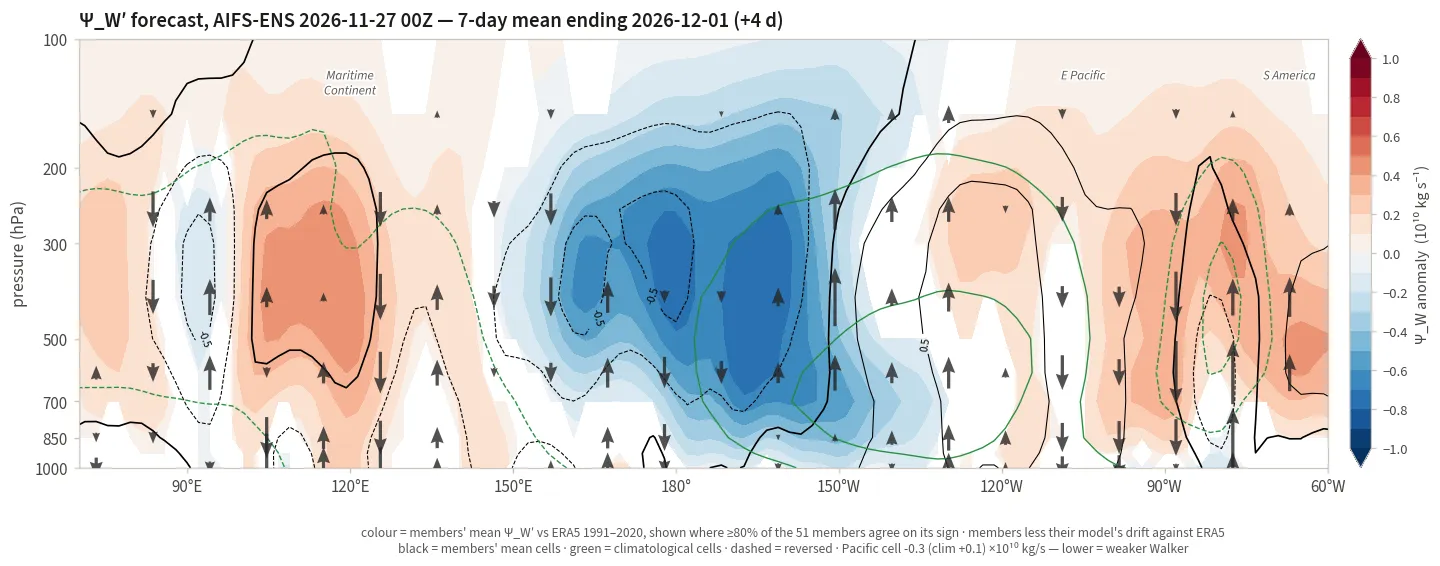 Ψ_W′ forecast, AIFS-ENS 2026-11-27 00Z — 7-day mean ending 2026-12-01 (+4 d)
100
200
300
400
500
700
850
1000
pressure (hPa)
Maritime
Continent
E Pacific
S America
-0.5
-0.5
-0.5
0.5
90°E
120°E
150°E
180°
150°W
120°W
90°W
60°W
1.0
0.8
0.6
0.4
0.2
0.0
−0.2
−0.4
−0.6
−0.8
−1.0
Ψ_W anomaly (10¹⁰ kg s⁻¹)
colour = members' mean Ψ_W′ vs ERA5 1991–2020, shown where ≥80% of the 51 members agree on its sign · members less their model's drift against ERA5
black = members' mean cells · green = climatological cells · dashed = reversed · Pacific cell -0.3 (clim +0.1) ×10¹⁰ kg/s — lower = weaker Walker